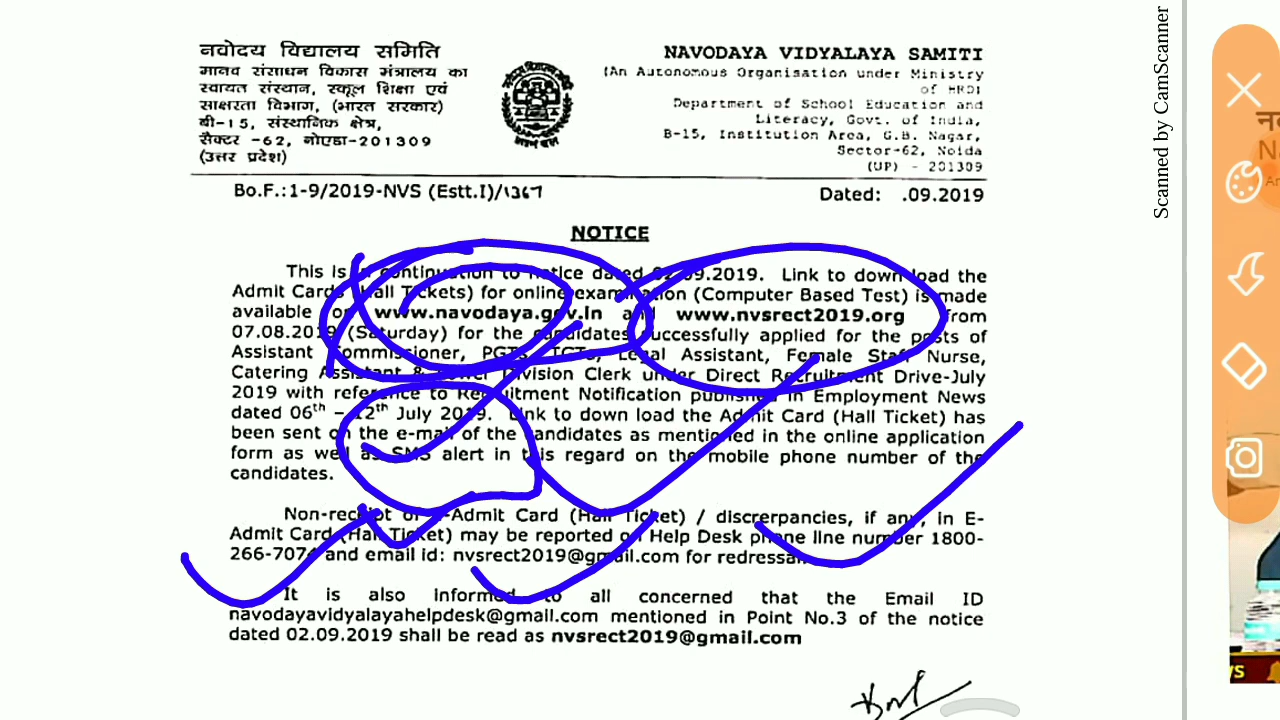 नवोदय विद्यालय समिति
मानव संसाधन विकास मंत्रालय का
स्वायत संस्थान, स्कूल शिक्षा एवं
साक्षरता विभाग, (भारत सरकार)
बी-15, संस्थानिक क्षेत्र,
सैक्टर -62, नोएडा-201309
(उत्तर प्रदेश)
NAVODAYA VIDYALAYA SAMITI
(An Autonomous Organisation under Ministry
of HRD)
Department of School Education and
Literacy, Govt. of India,
B-15, Institution Area, G.B. Nagar,
Sector-62, Noida
(UP) - 201309
Bo.F.:1-9/2019-NVS (Estt.I)/1367
Dated: .09.2019
NOTICE
This is in continuation to notice dated 02.09.2019. Link to down load the
Admit Cards (Hall Tickets) for online examination (Computer Based Test) is made
available on www.navodaya.gov.in and www.nvsrect2019.org from
07.08.2019 (Saturday) for the candidates successfully applied for the posts of
Assistant Commissioner, PGTs, TGTs, Legal Assistant, Female Staff Nurse,
Catering Assistant & Lower Division Clerk under Direct Recruitment Drive-July
2019 with reference to Recruitment Notification published in Employment News
dated 06th – 12th July 2019. Link to down load the Admit Card (Hall Ticket) has
been sent on the e-mail of the candidates as mentioned in the online application
form as well as SMS alert in this regard on the mobile phone number of the
candidates.
Non-receipt of E-Admit Card (Hall Ticket) / discrerpancies, if any, in E-
Admit Card (Hall Ticket) may be reported on Help Desk phone line number 1800-
266-7074 and email id: nvsrect2019@gmail.com for redressal.
It is also informed to all concerned that the Email ID
navodayavidyalayahelpdesk@gmail.com mentioned in Point No.3 of the notice
dated 02.09.2019 shall be read as nvsrect2019@gmail.com
Scanned by CamScanner